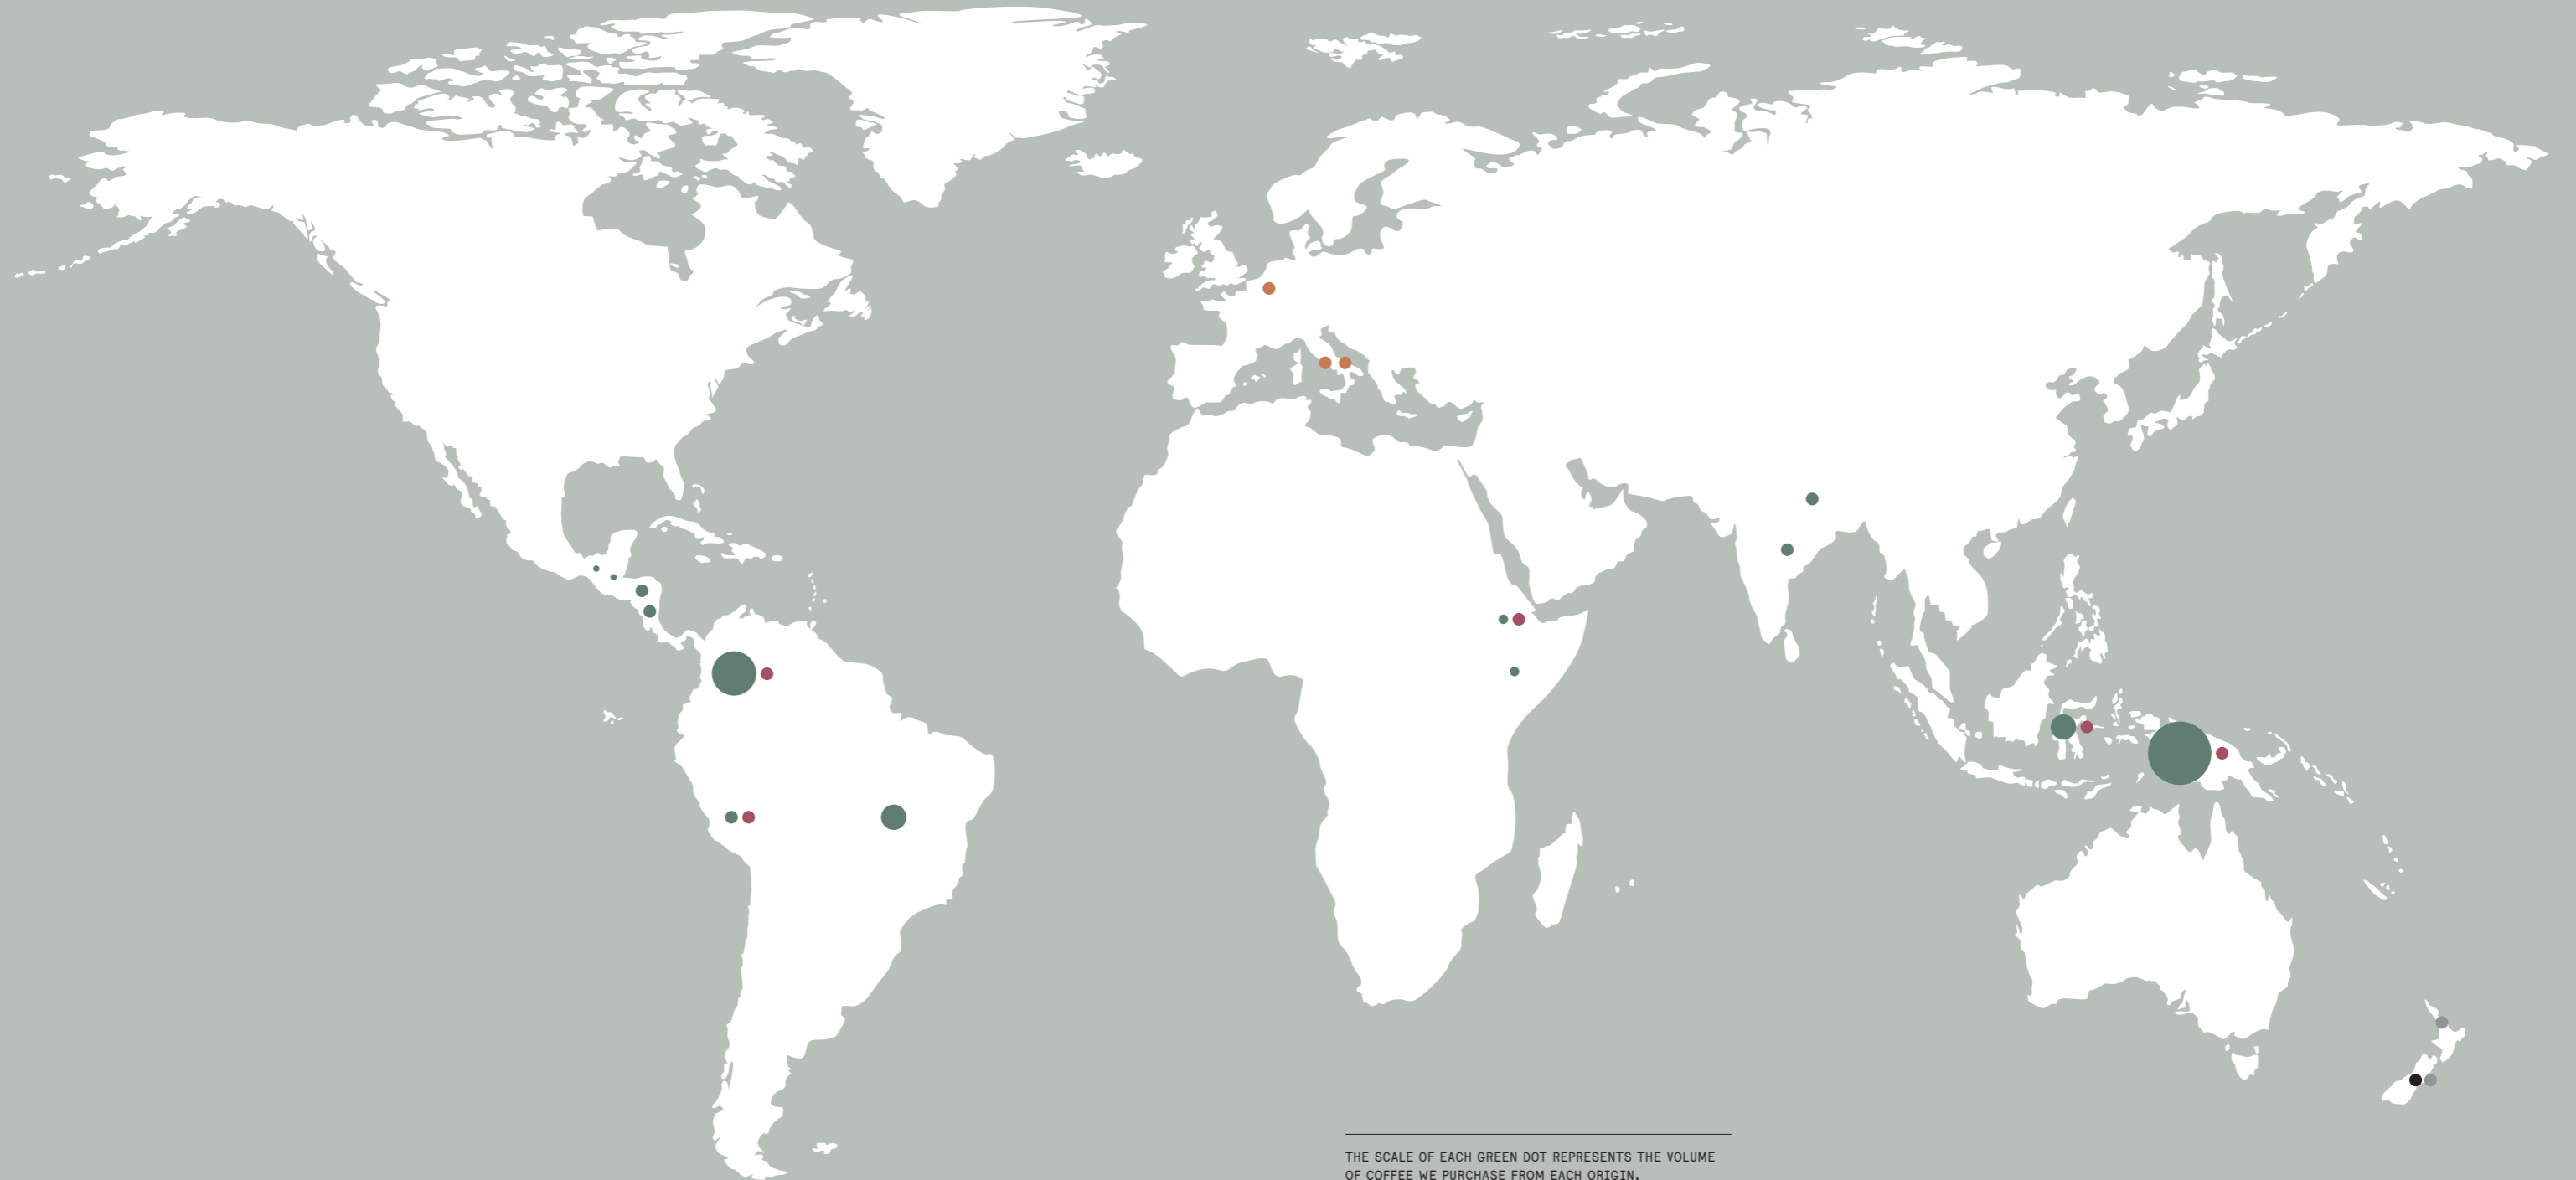 THE SCALE OF EACH GREEN DOT REPRESENTS THE VOLUME
OF COFFEE WE PURCHASE FROM EACH ORIGIN.